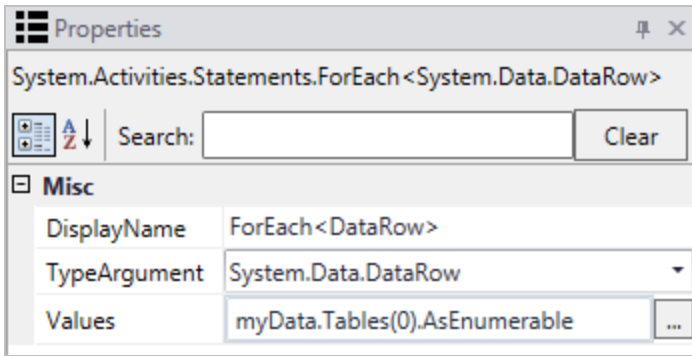 Properties
System.Activities.Statements.ForEach<System.Data.DataRow>
Search: Clear
Misc
DisplayName ForEach<DataRow>
TypeArgument System.Data.DataRow
Values myData.Tables(0).AsEnumerable ...